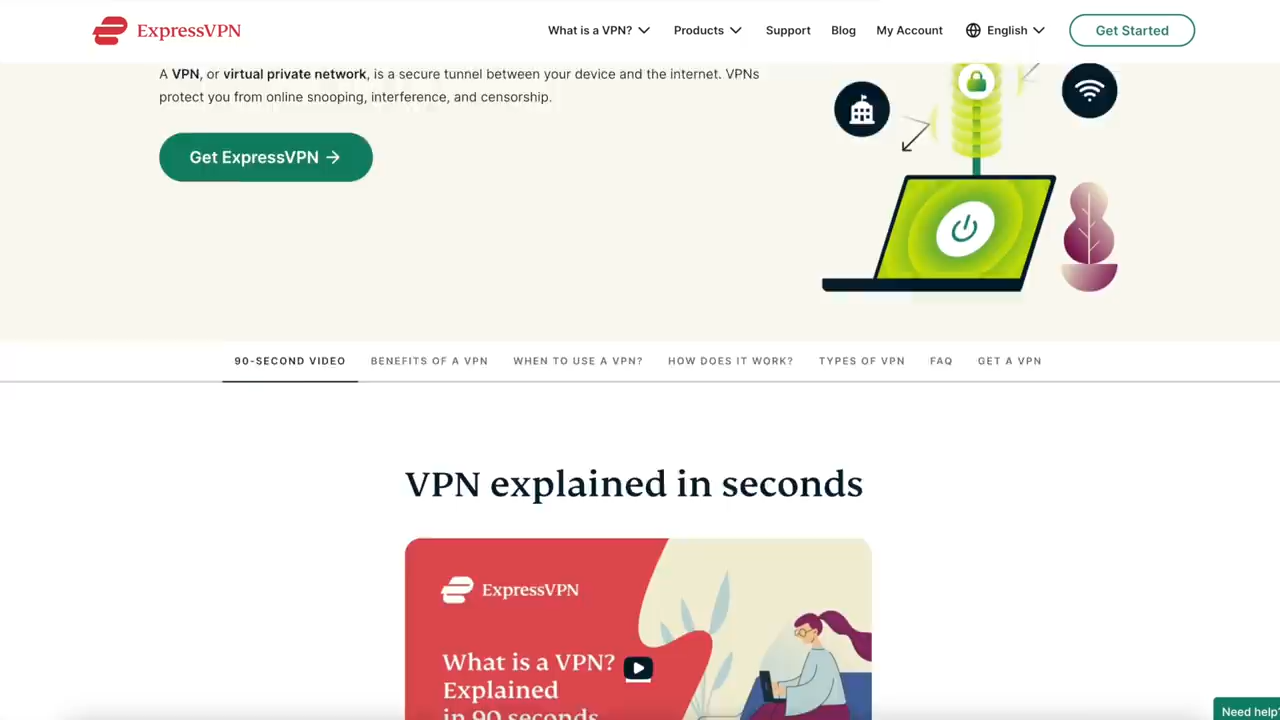 ExpressVPN
What is a VPN? Products Support Blog My Account English Get Started
A VPN, or virtual private network, is a secure tunnel between your device and the internet. VPNs
protect you from online snooping, interference, and censorship.
Get ExpressVPN →
90-SECOND VIDEO BENEFITS OF A VPN WHEN TO USE A VPN? HOW DOES IT WORK? TYPES OF VPN FAQ GET A VPN
VPN explained in seconds
ExpressVPN
What is a VPN?
Explained
in 90 seconds
Need help?